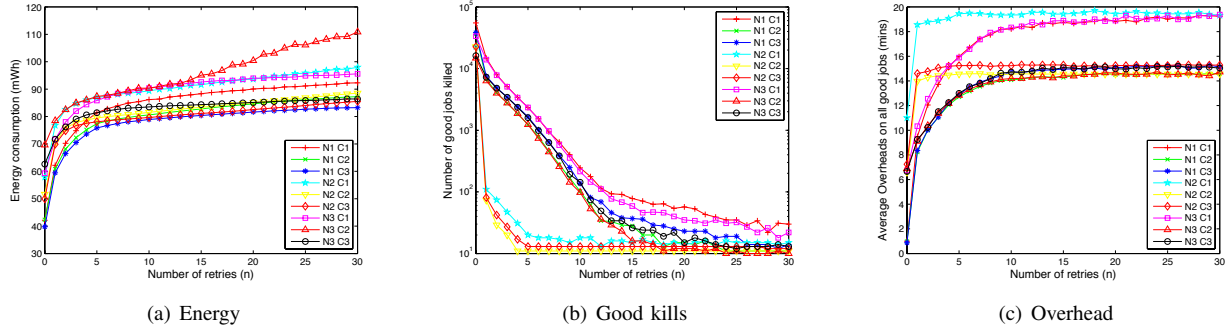 Energy consumption (mWh)
120
110
100
90
80
70
60
50
40
30
0 5 10 15 20 25 30
Number of retries (n)
N1 C1
N1 C2
N1 C3
N2 C1
N2 C2
N2 C3
N3 C1
N3 C2
N3 C3
(a) Energy
Number of good jobs killed
10^5
10^4
10^3
10^2
10^1
0 5 10 15 20 25 30
Number of retries (n)
N1 C1
N1 C2
N1 C3
N2 C1
N2 C2
N2 C3
N3 C1
N3 C2
N3 C3
(b) Good kills
Average Overheads on all good jobs (mins)
20
18
16
14
12
10
8
6
4
2
0
0 5 10 15 20 25 30
Number of retries (n)
N1 C1
N1 C2
N1 C3
N2 C1
N2 C2
N2 C3
N3 C1
N3 C2
N3 C3
(c) Overhead